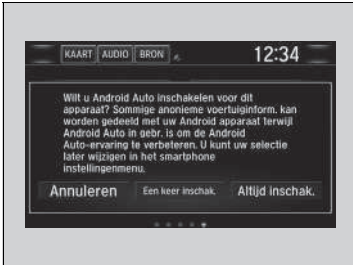 KAART AUDIO BRON 12:34
Wilt u Android Auto inschakelen voor dit
apparaat? Sommige anonieme voertuiginform. kan
worden gedeeld met uw Android apparaat terwijl
Android Auto in gebr. is om de Android
Auto-ervaring te verbeteren. U kunt uw selectie
later wijzigen in het smartphone
instellingenmenu.
Annuleren Een keer inschak. Altijd inschak.